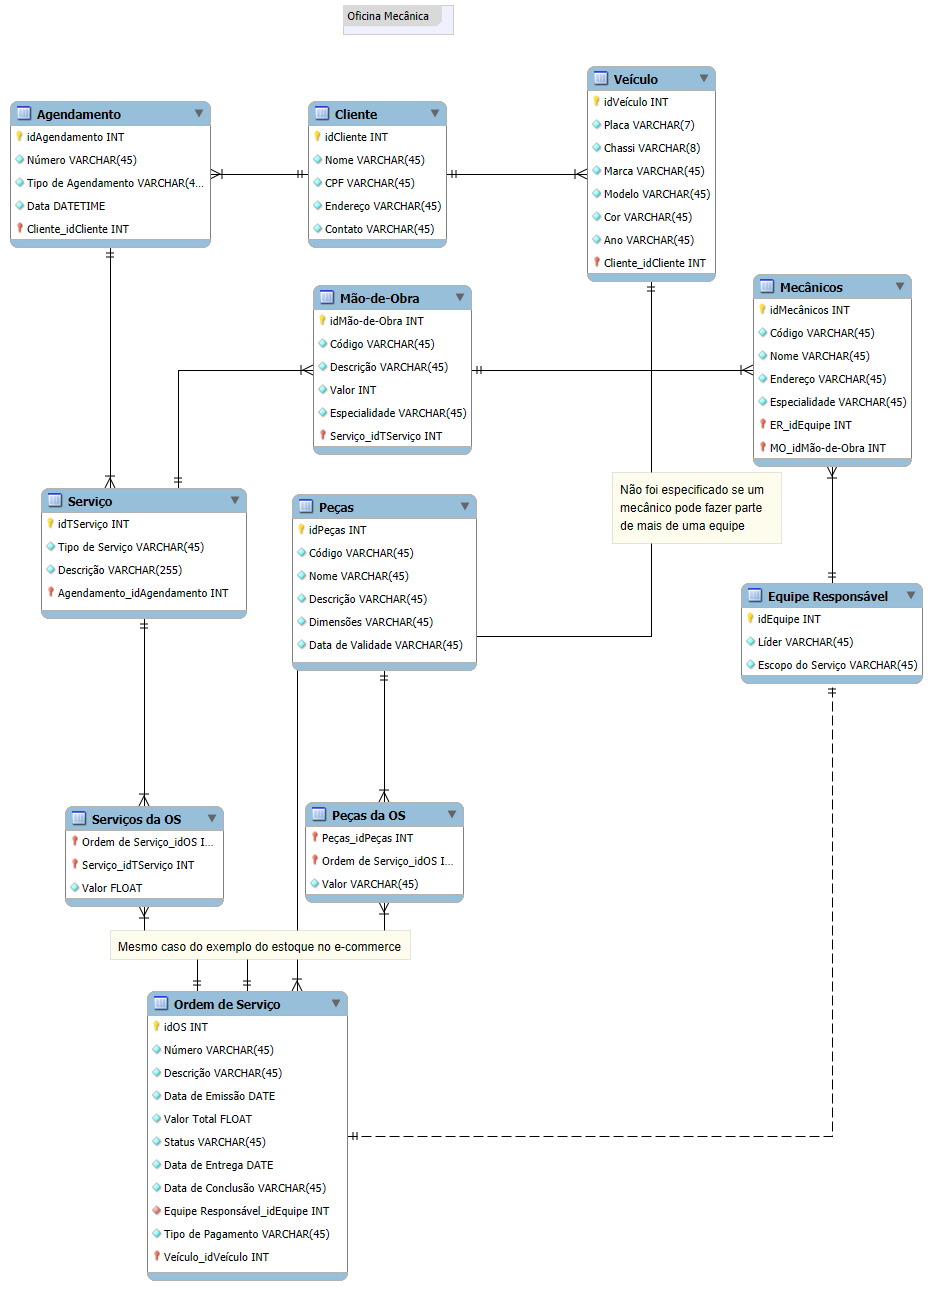 Oficina Mecânica
Agendamento
idAgendamento INT
Número VARCHAR(45)
Tipo de Agendamento VARCHAR(4...
Data DATETIME
Cliente_idCliente INT
Cliente
idCliente INT
Nome VARCHAR(45)
CPF VARCHAR(45)
Endereço VARCHAR(45)
Contato VARCHAR(45)
Veículo
idVeículo INT
Placa VARCHAR(7)
Chassi VARCHAR(8)
Marca VARCHAR(45)
Modelo VARCHAR(45)
Cor VARCHAR(45)
Ano VARCHAR(45)
Cliente_idCliente INT
Mão-de-Obra
idMão-de-Obra INT
Código VARCHAR(45)
Descrição VARCHAR(45)
Valor INT
Especialidade VARCHAR(45)
Serviço_idTServiço INT
Mecânicos
idMecânicos INT
Código VARCHAR(45)
Nome VARCHAR(45)
Endereço VARCHAR(45)
Especialidade VARCHAR(45)
ER_idEquipe INT
MO_idMão-de-Obra INT
Serviço
idTServiço INT
Tipo de Serviço VARCHAR(45)
Descrição VARCHAR(255)
Agendamento_idAgendamento INT
Peças
idPeças INT
Código VARCHAR(45)
Nome VARCHAR(45)
Descrição VARCHAR(45)
Dimensões VARCHAR(45)
Data de Validade VARCHAR(45)
Não foi especificado se um
mecânico pode fazer parte
de mais de uma equipe
Equipe Responsável
idEquipe INT
Líder VARCHAR(45)
Escopo do Serviço VARCHAR(45)
Serviços da OS
Ordem de Serviço_idOS I...
Serviço_idTServiço INT
Valor FLOAT
Peças da OS
Peças_idPeças INT
Ordem de Serviço_idOS I...
Valor VARCHAR(45)
Mesmo caso do exemplo do estoque no e-commerce
Ordem de Serviço
idOS INT
Número VARCHAR(45)
Descrição VARCHAR(45)
Data de Emissão DATE
Valor Total FLOAT
Status VARCHAR(45)
Data de Entrega DATE
Data de Conclusão VARCHAR(45)
Equipe Responsável_idEquipe INT
Tipo de Pagamento VARCHAR(45)
Veículo_idVeículo INT